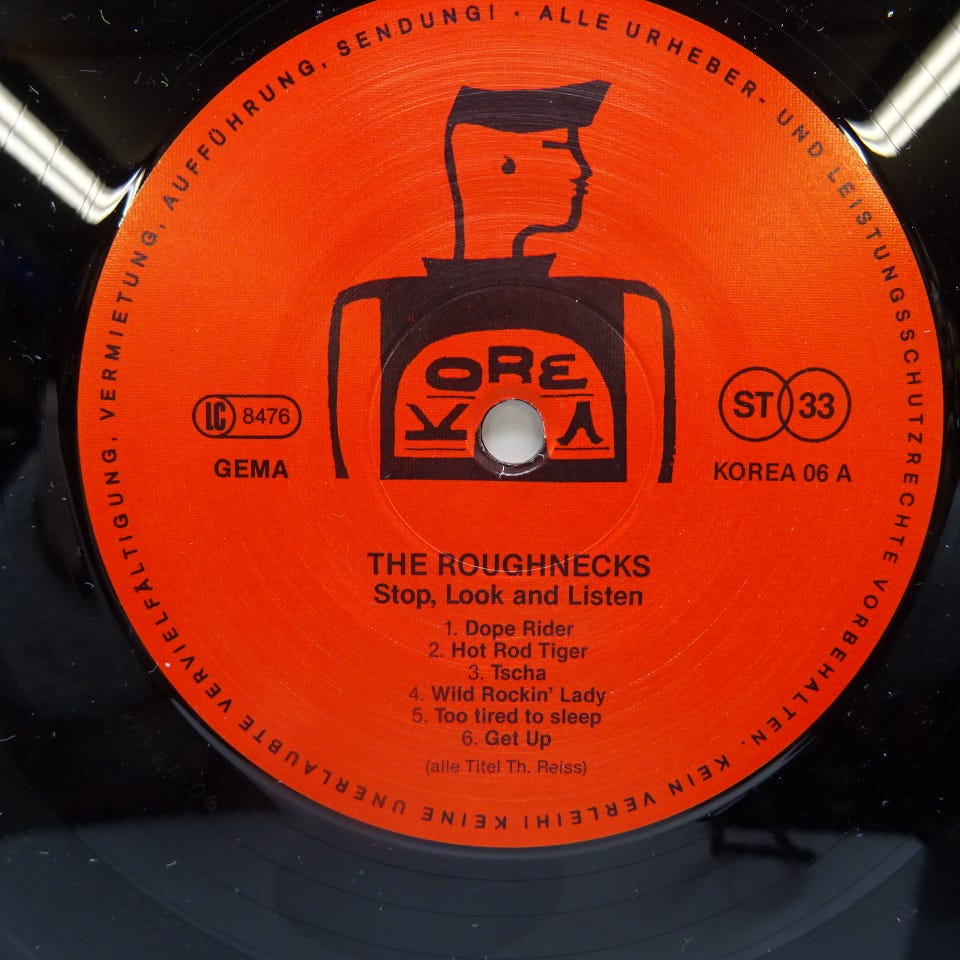 ALLE URHEBER- UND LEISTUNGSSCHUTZRECHTE VORBEHALTEN. KEIN VERLEIH! KEINE UNERLAUBTE VERVIELFÄLTIGUNG, VERMIETUNG, AUFFÜHRUNG, SENDUNG! ·
KOREA
LC 8476
GEMA
ST 33
KOREA 06 A
THE ROUGHNECKS
Stop, Look and Listen
1. Dope Rider
2. Hot Rod Tiger
3. Tscha
4. Wild Rockin' Lady
5. Too tired to sleep
6. Get Up
(alle Titel Th. Reiss)